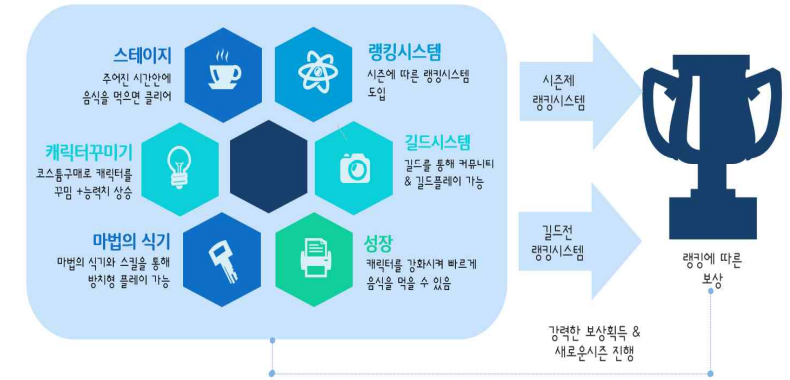 스테이지
주어진 시간안에
음식을 먹으면 클리어
랭킹시스템
시즌에 따른 랭킹시스템
도입
캐릭터꾸미기
코스튬구매로 캐릭터를
꾸밈 +능력치 상승
길드시스템
길드를 통해 커뮤니티
& 길드플레이 가능
마법의 식기
마법의 식기와 스킬을 통해
방치형 플레이 가능
성장
캐릭터를 강화시켜 빠르게
음식을 먹을 수 있음
시즌제
랭킹시스템
길드전
랭킹시스템
랭킹에 따른
보상
강력한 보상획득 &
새로운시즌 진행